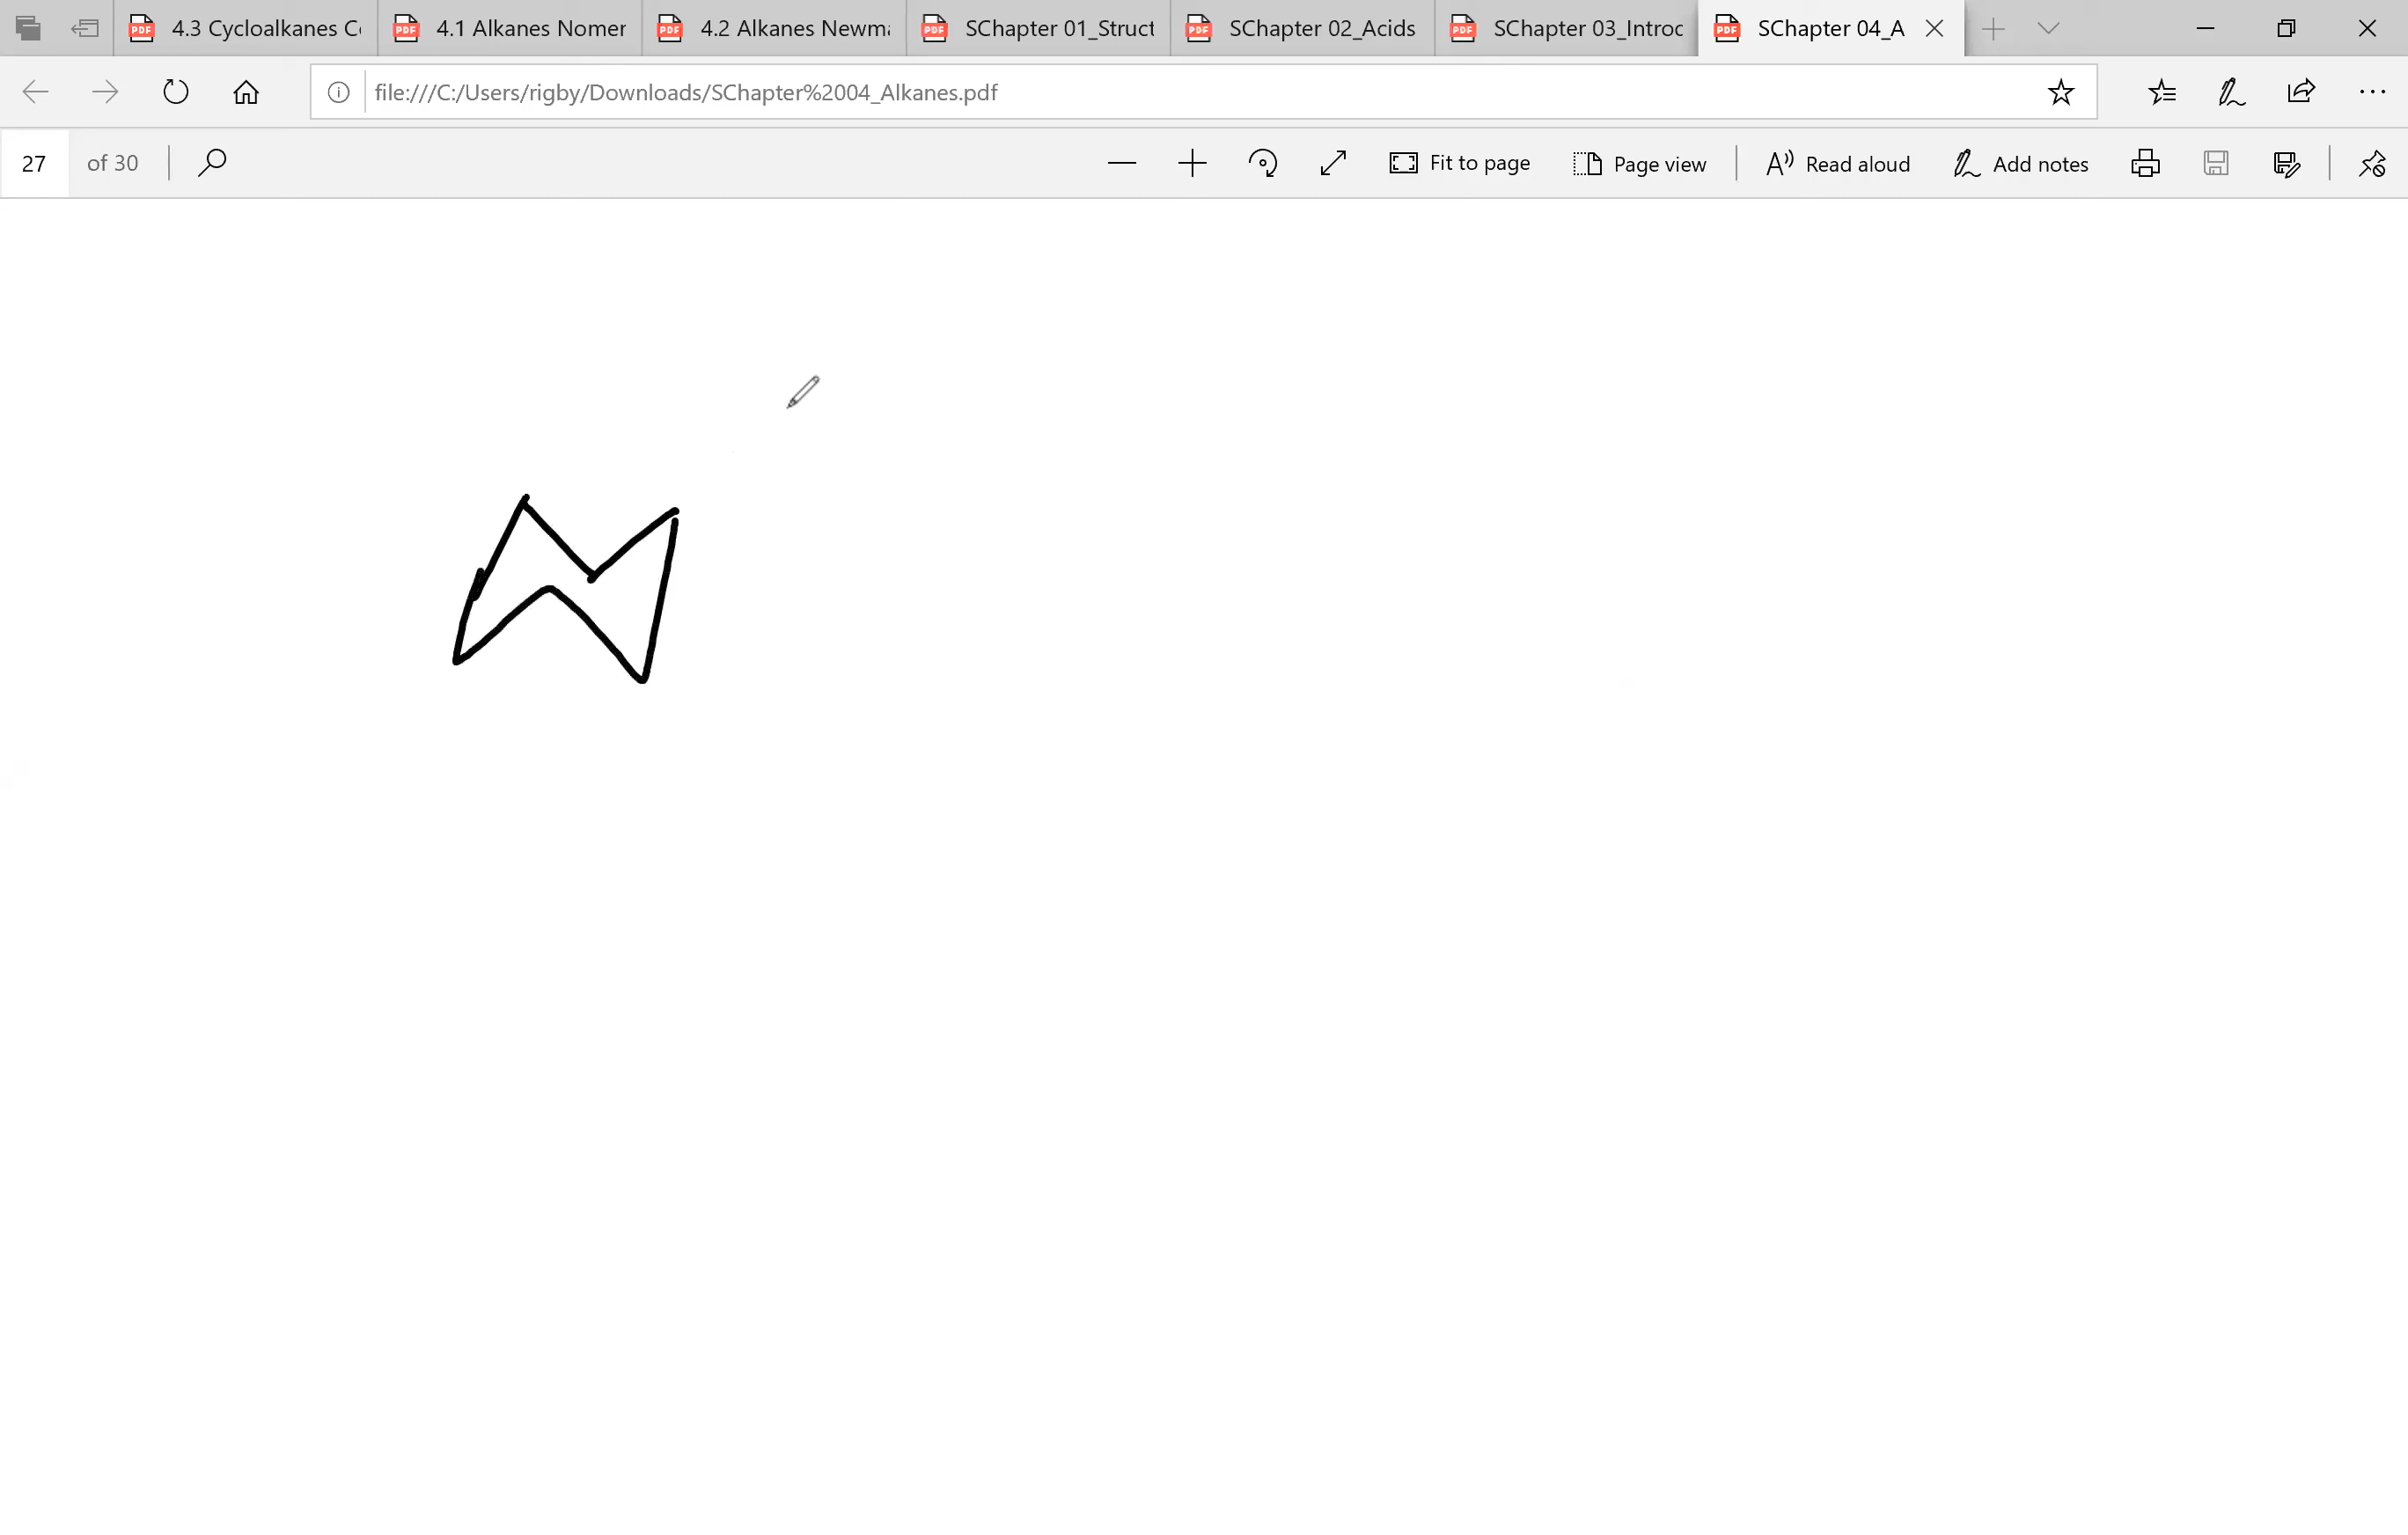 4.3 Cycloalkanes C 4.1 Alkanes Nomer 4.2 Alkanes Newm SChapter 01_Struct SChapter 02_Acids SChapter 03_Introc SChapter 04_A
file:///C:/Users/rigby/Downloads/SChapter%2004_Alkanes.pdf
27 of 30 Fit to page Page view Read aloud Add notes